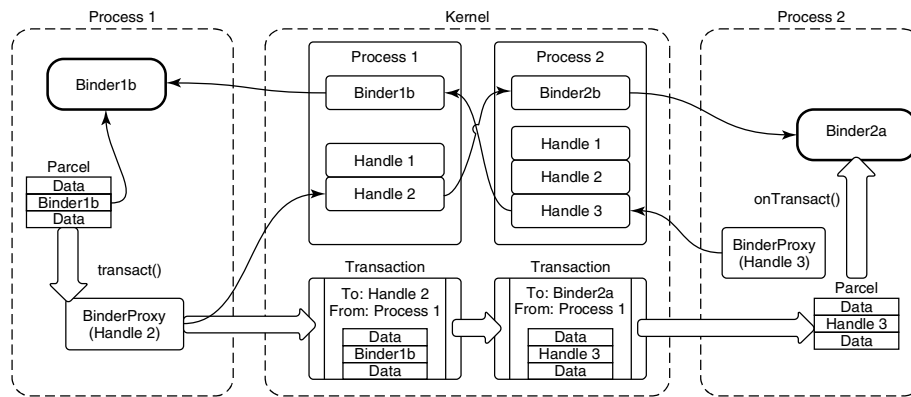 Process 1
Kernel
Process 2
Binder1b
Parcel
Data
Binder1b
Data
transact()
BinderProxy
(Handle 2)
Process 1
Binder1b
Handle 1
Handle 2
Process 2
Binder2b
Handle 1
Handle 2
Handle 3
Transaction
To: Handle 2
From: Process 1
Data
Binder1b
Data
Transaction
To: Binder2a
From: Process 1
Data
Handle 3
Data
Binder2a
onTransact()
BinderProxy
(Handle 3)
Parcel
Data
Handle 3
Data